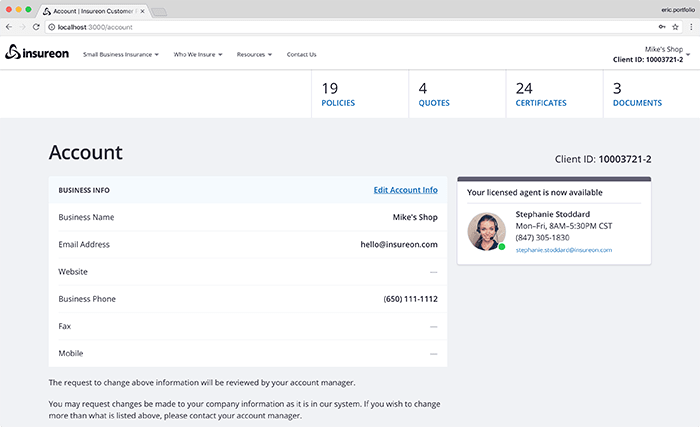 Account | Insureon Customer
eric.portfolio
localhost:3000/account
insureon
Small Business Insurance
Who We Insure
Resources
Contact Us
Mike's Shop
Client ID: 10003721-2
19
POLICIES
4
QUOTES
24
CERTIFICATES
3
DOCUMENTS
Account
Client ID: 10003721-2
BUSINESS INFO
Edit Account Info
Business Name
Mike's Shop
Email Address
hello@insureon.com
Website
—
Business Phone
(650) 111-1112
Fax
—
Mobile
—
Your licensed agent is now available
Stephanie Stoddard
Mon–Fri, 8AM–5:30PM CST
(847) 305-1830
stephanie.stoddard@insureon.com
The request to change above information will be reviewed by your account manager.
You may request changes be made to your company information as it is in our system. If you wish to change
more than what is listed above, please contact your account manager.